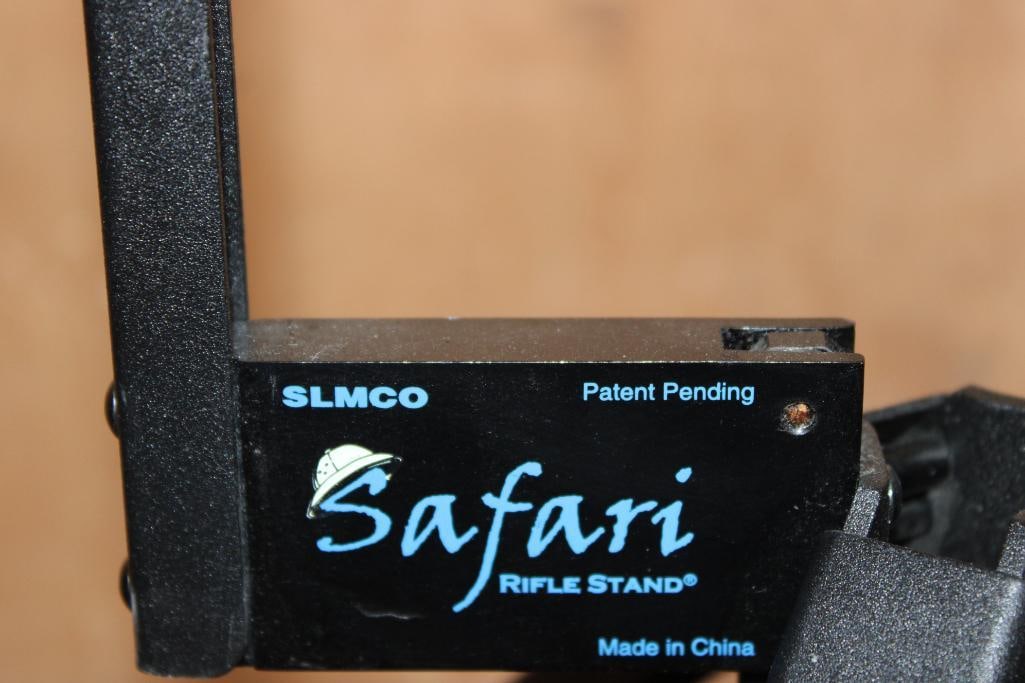 SLMCO
Patent Pending
Safari
RIFLE STAND®
Made in China